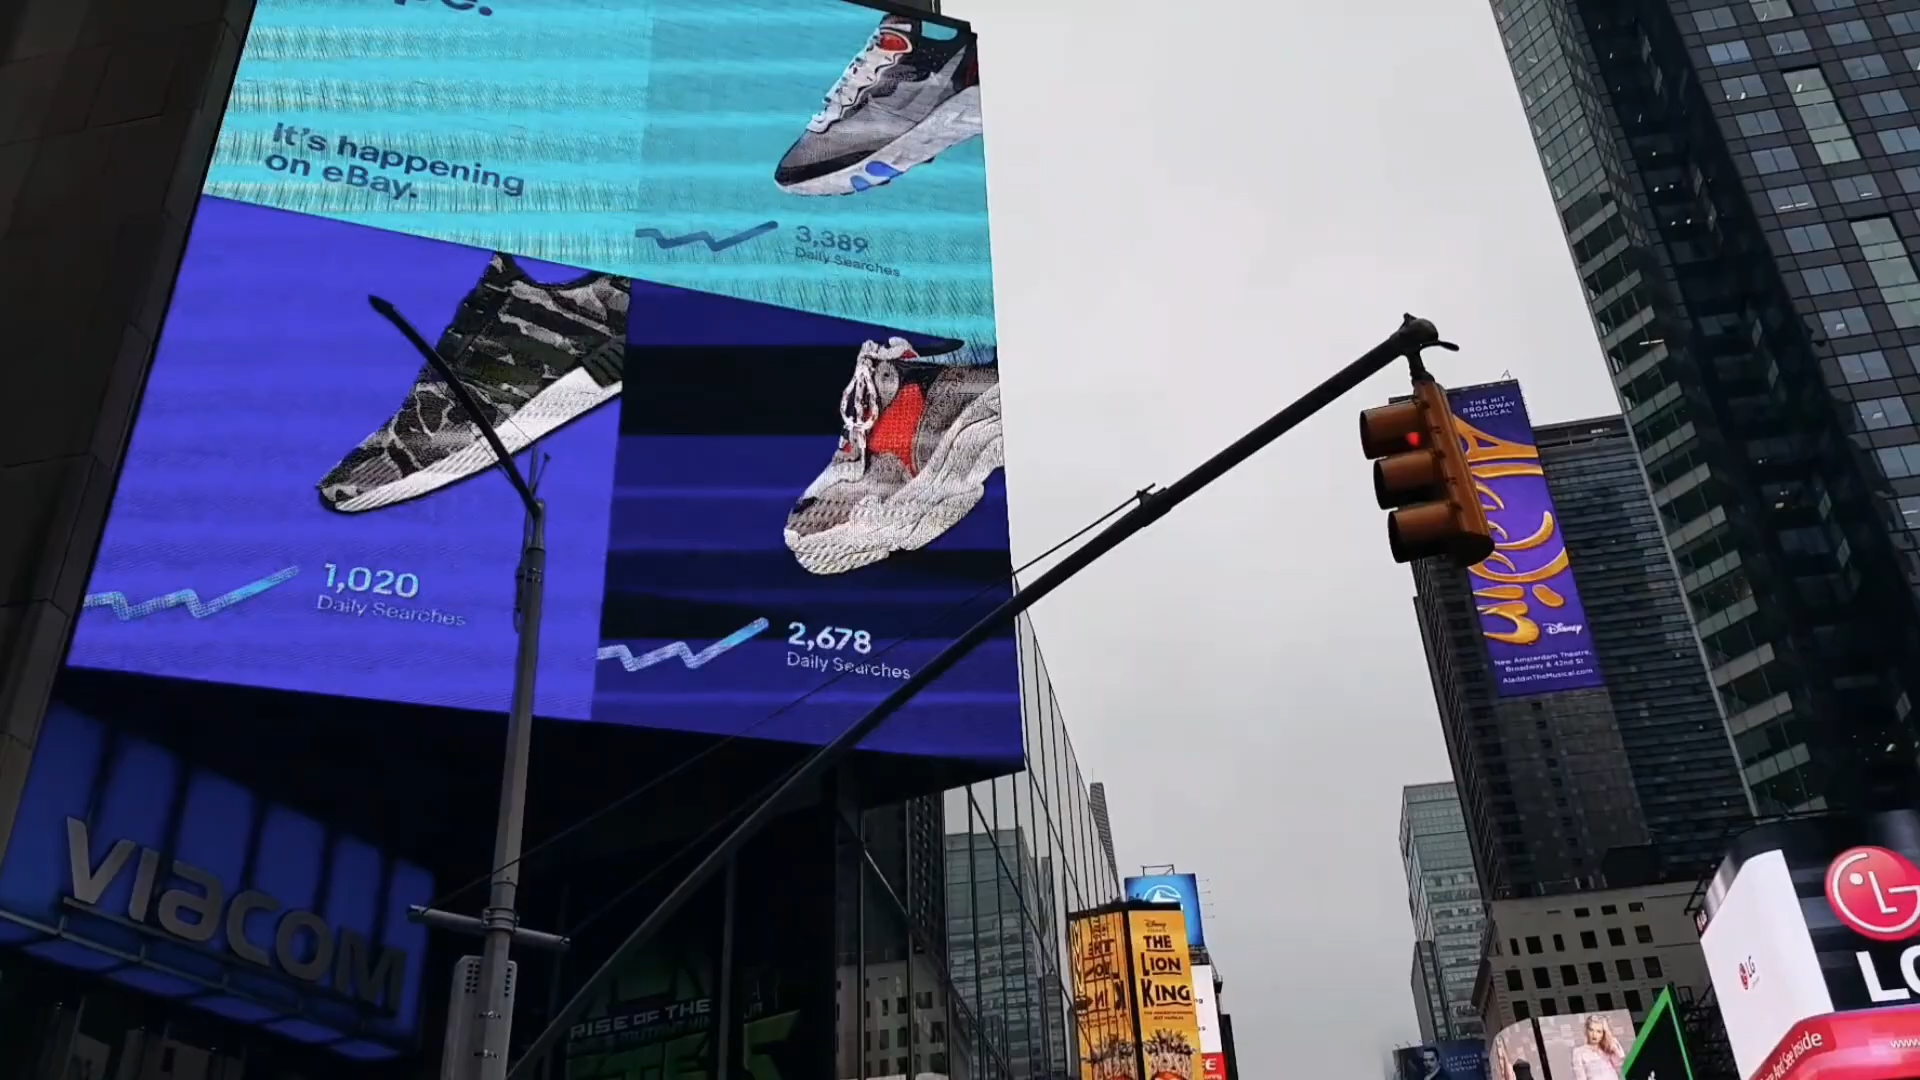 It's happening
on eBay.
3,389
Daily Searches
1,020
Daily Searches
2,678
Daily Searches
VIACOM
RISE OF THE
THE HIT
BROADWAY
MUSICAL
Aladdin
Disney
New Amsterdam Theatre,
Broadway & 42nd St
AladdinTheMusical.com
Disney
THE
LION
KING
LG
LG